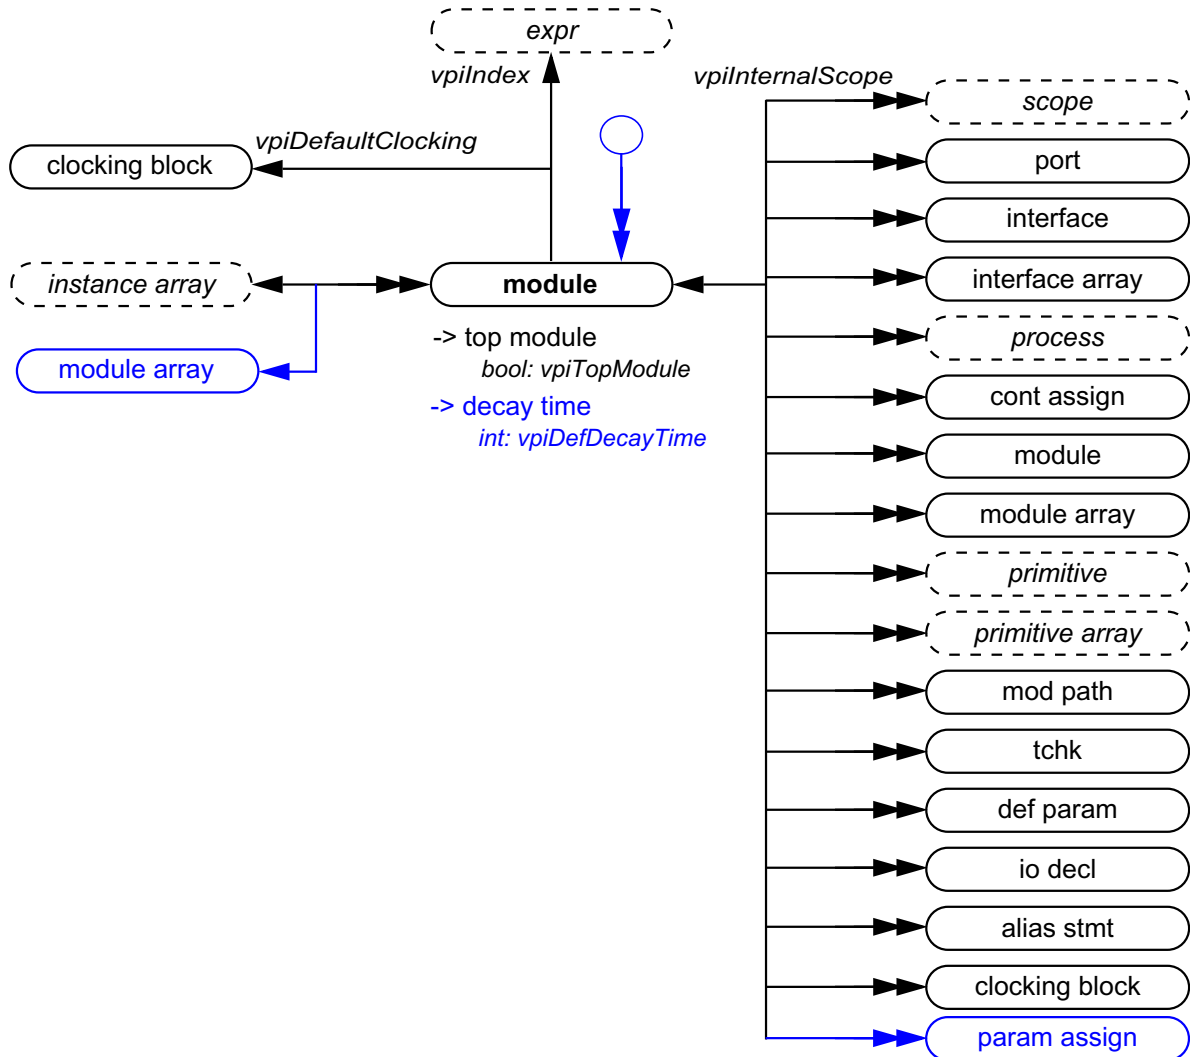 expr
vpiIndex
vpiInternalScope
scope
vpiDefaultClocking
clocking block
port
interface
instance array
module
interface array
-> top module
bool: vpiTopModule
process
module array
-> decay time
int: vpiDefDecayTime
cont assign
module
module array
primitive
primitive array
mod path
tchk
def param
io decl
alias stmt
clocking block
param assign